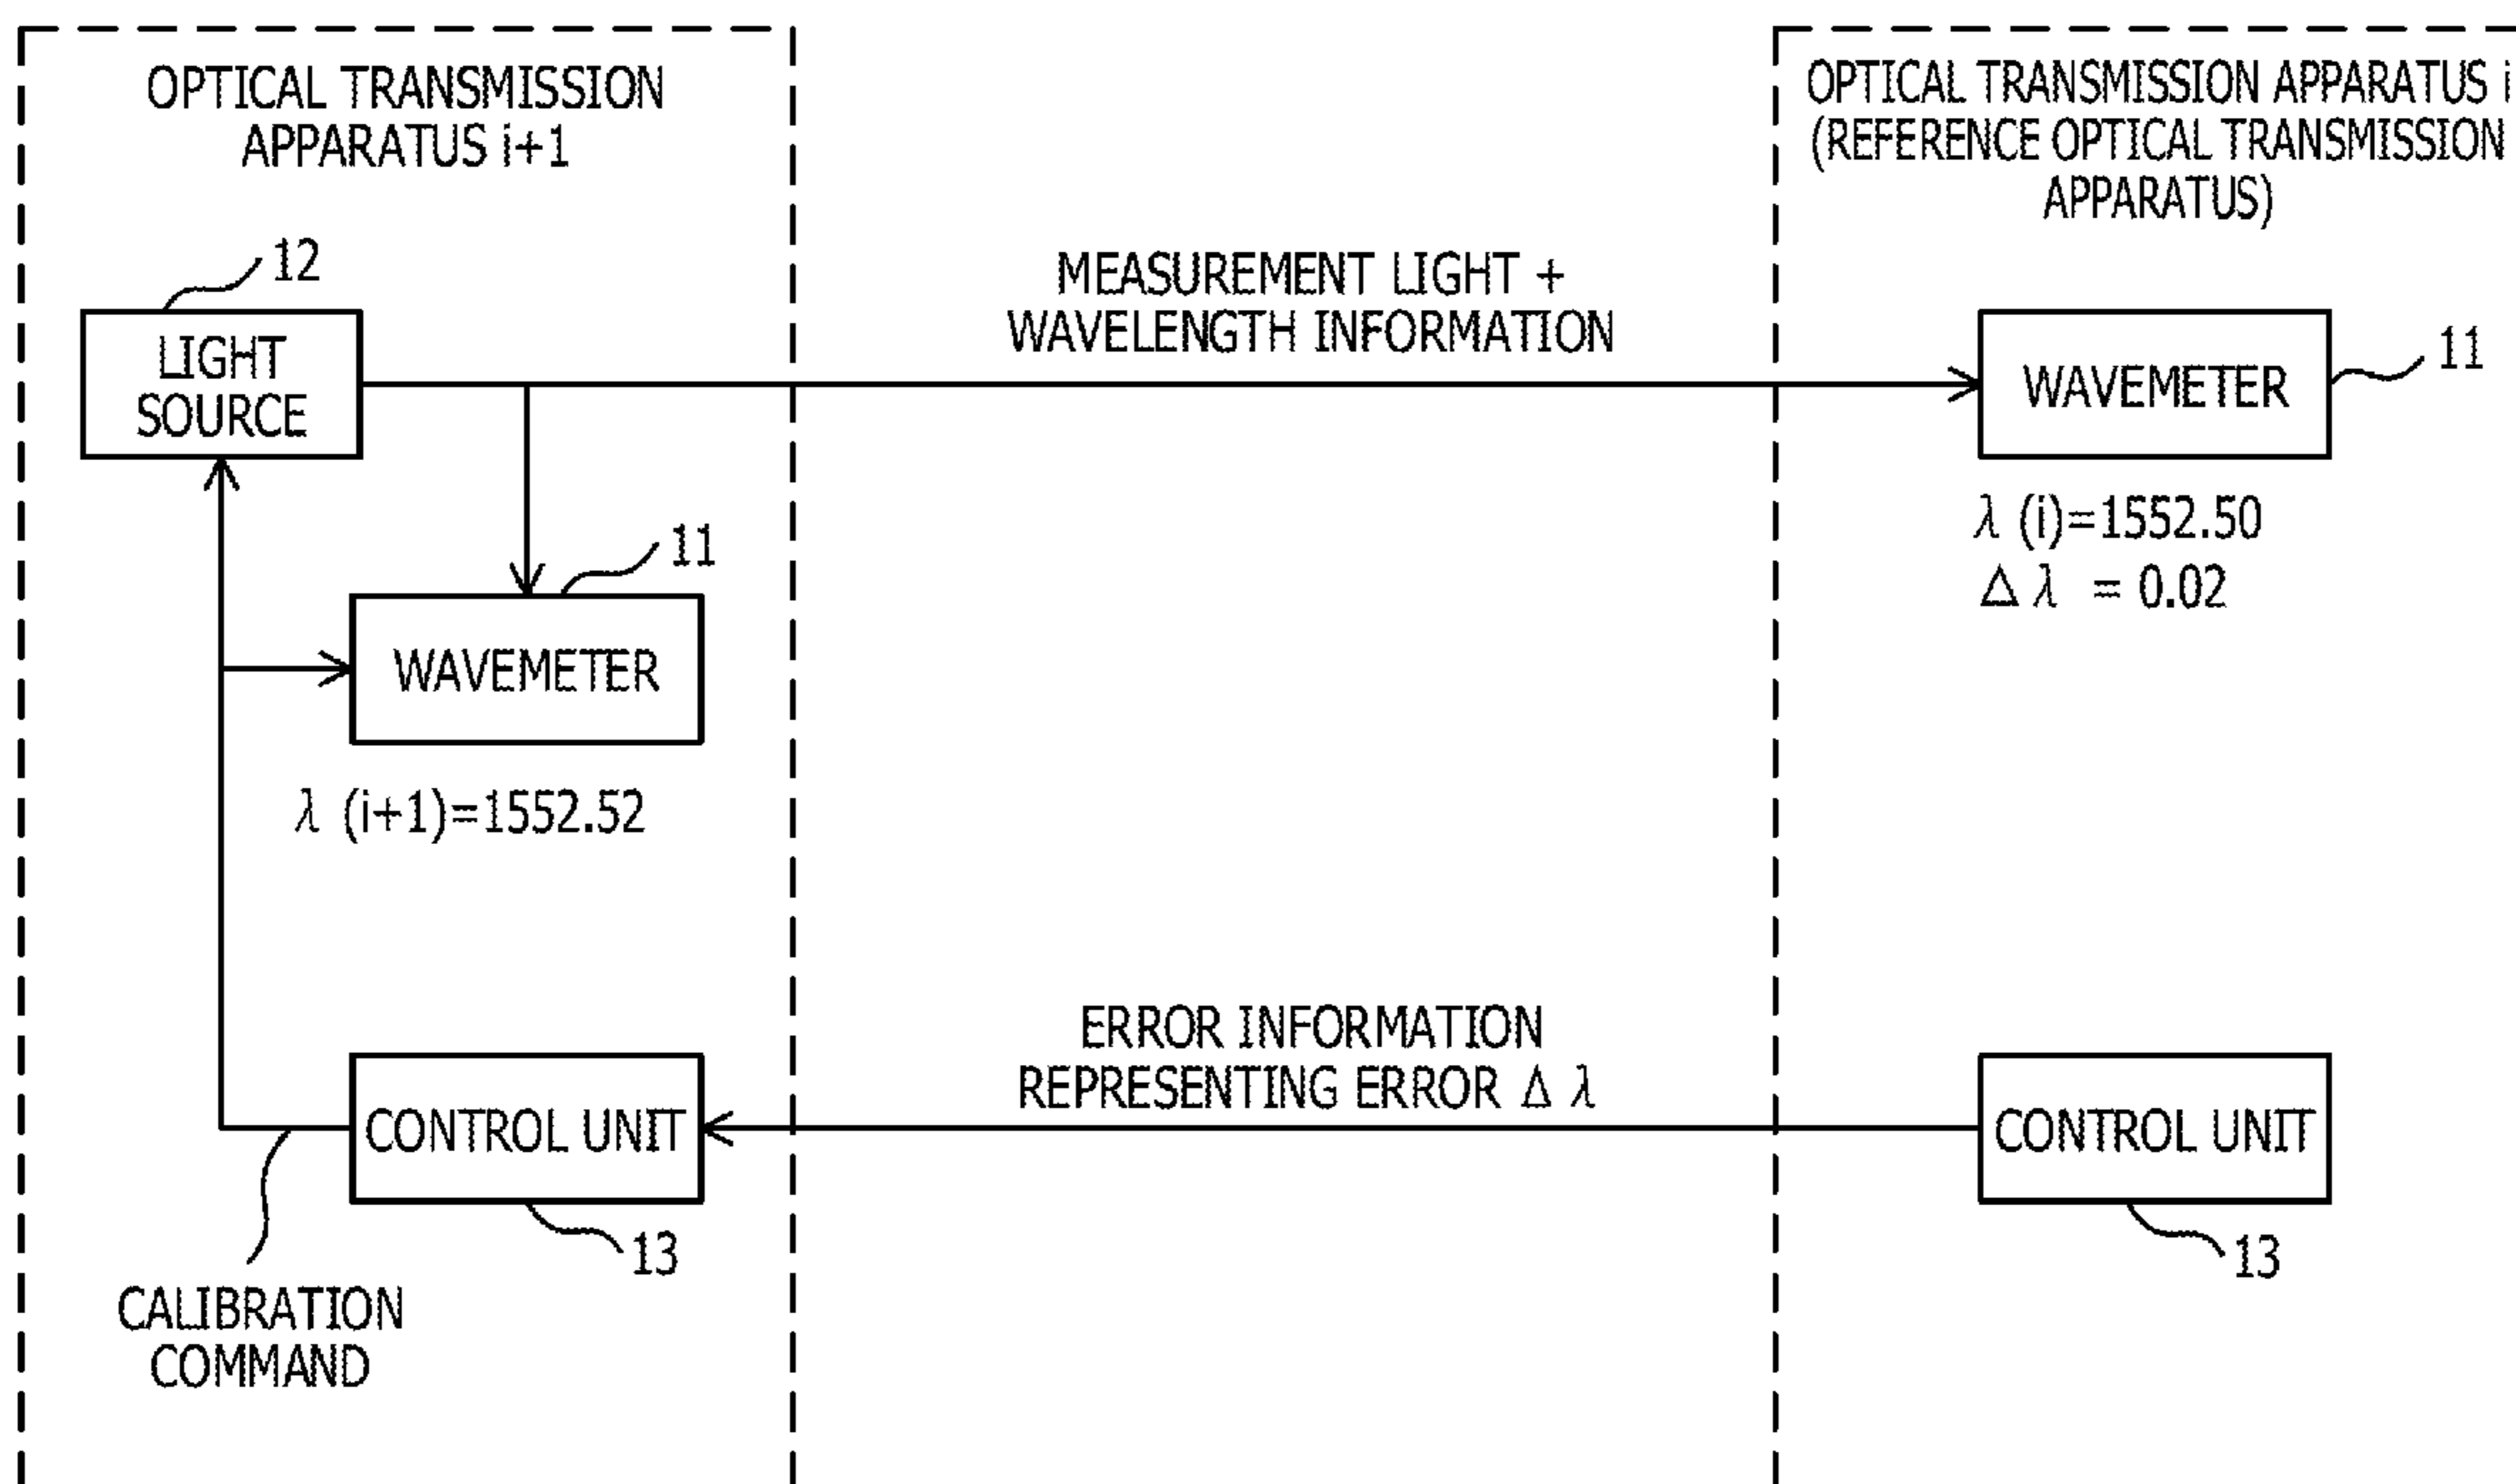 OPTICAL TRANSMISSION
APPARATUS i+1
12
LIGHT
SOURCE
11
WAVEMETER
λ (i+1)=1552.52
CONTROL UNIT
13
CALIBRATION
COMMAND
MEASUREMENT LIGHT +
WAVELENGTH INFORMATION
ERROR INFORMATION
REPRESENTING ERROR Δ λ
OPTICAL TRANSMISSION APPARATUS i
(REFERENCE OPTICAL TRANSMISSION
APPARATUS)
WAVEMETER
11
λ (i)=1552.50
Δ λ = 0.02
CONTROL UNIT
13